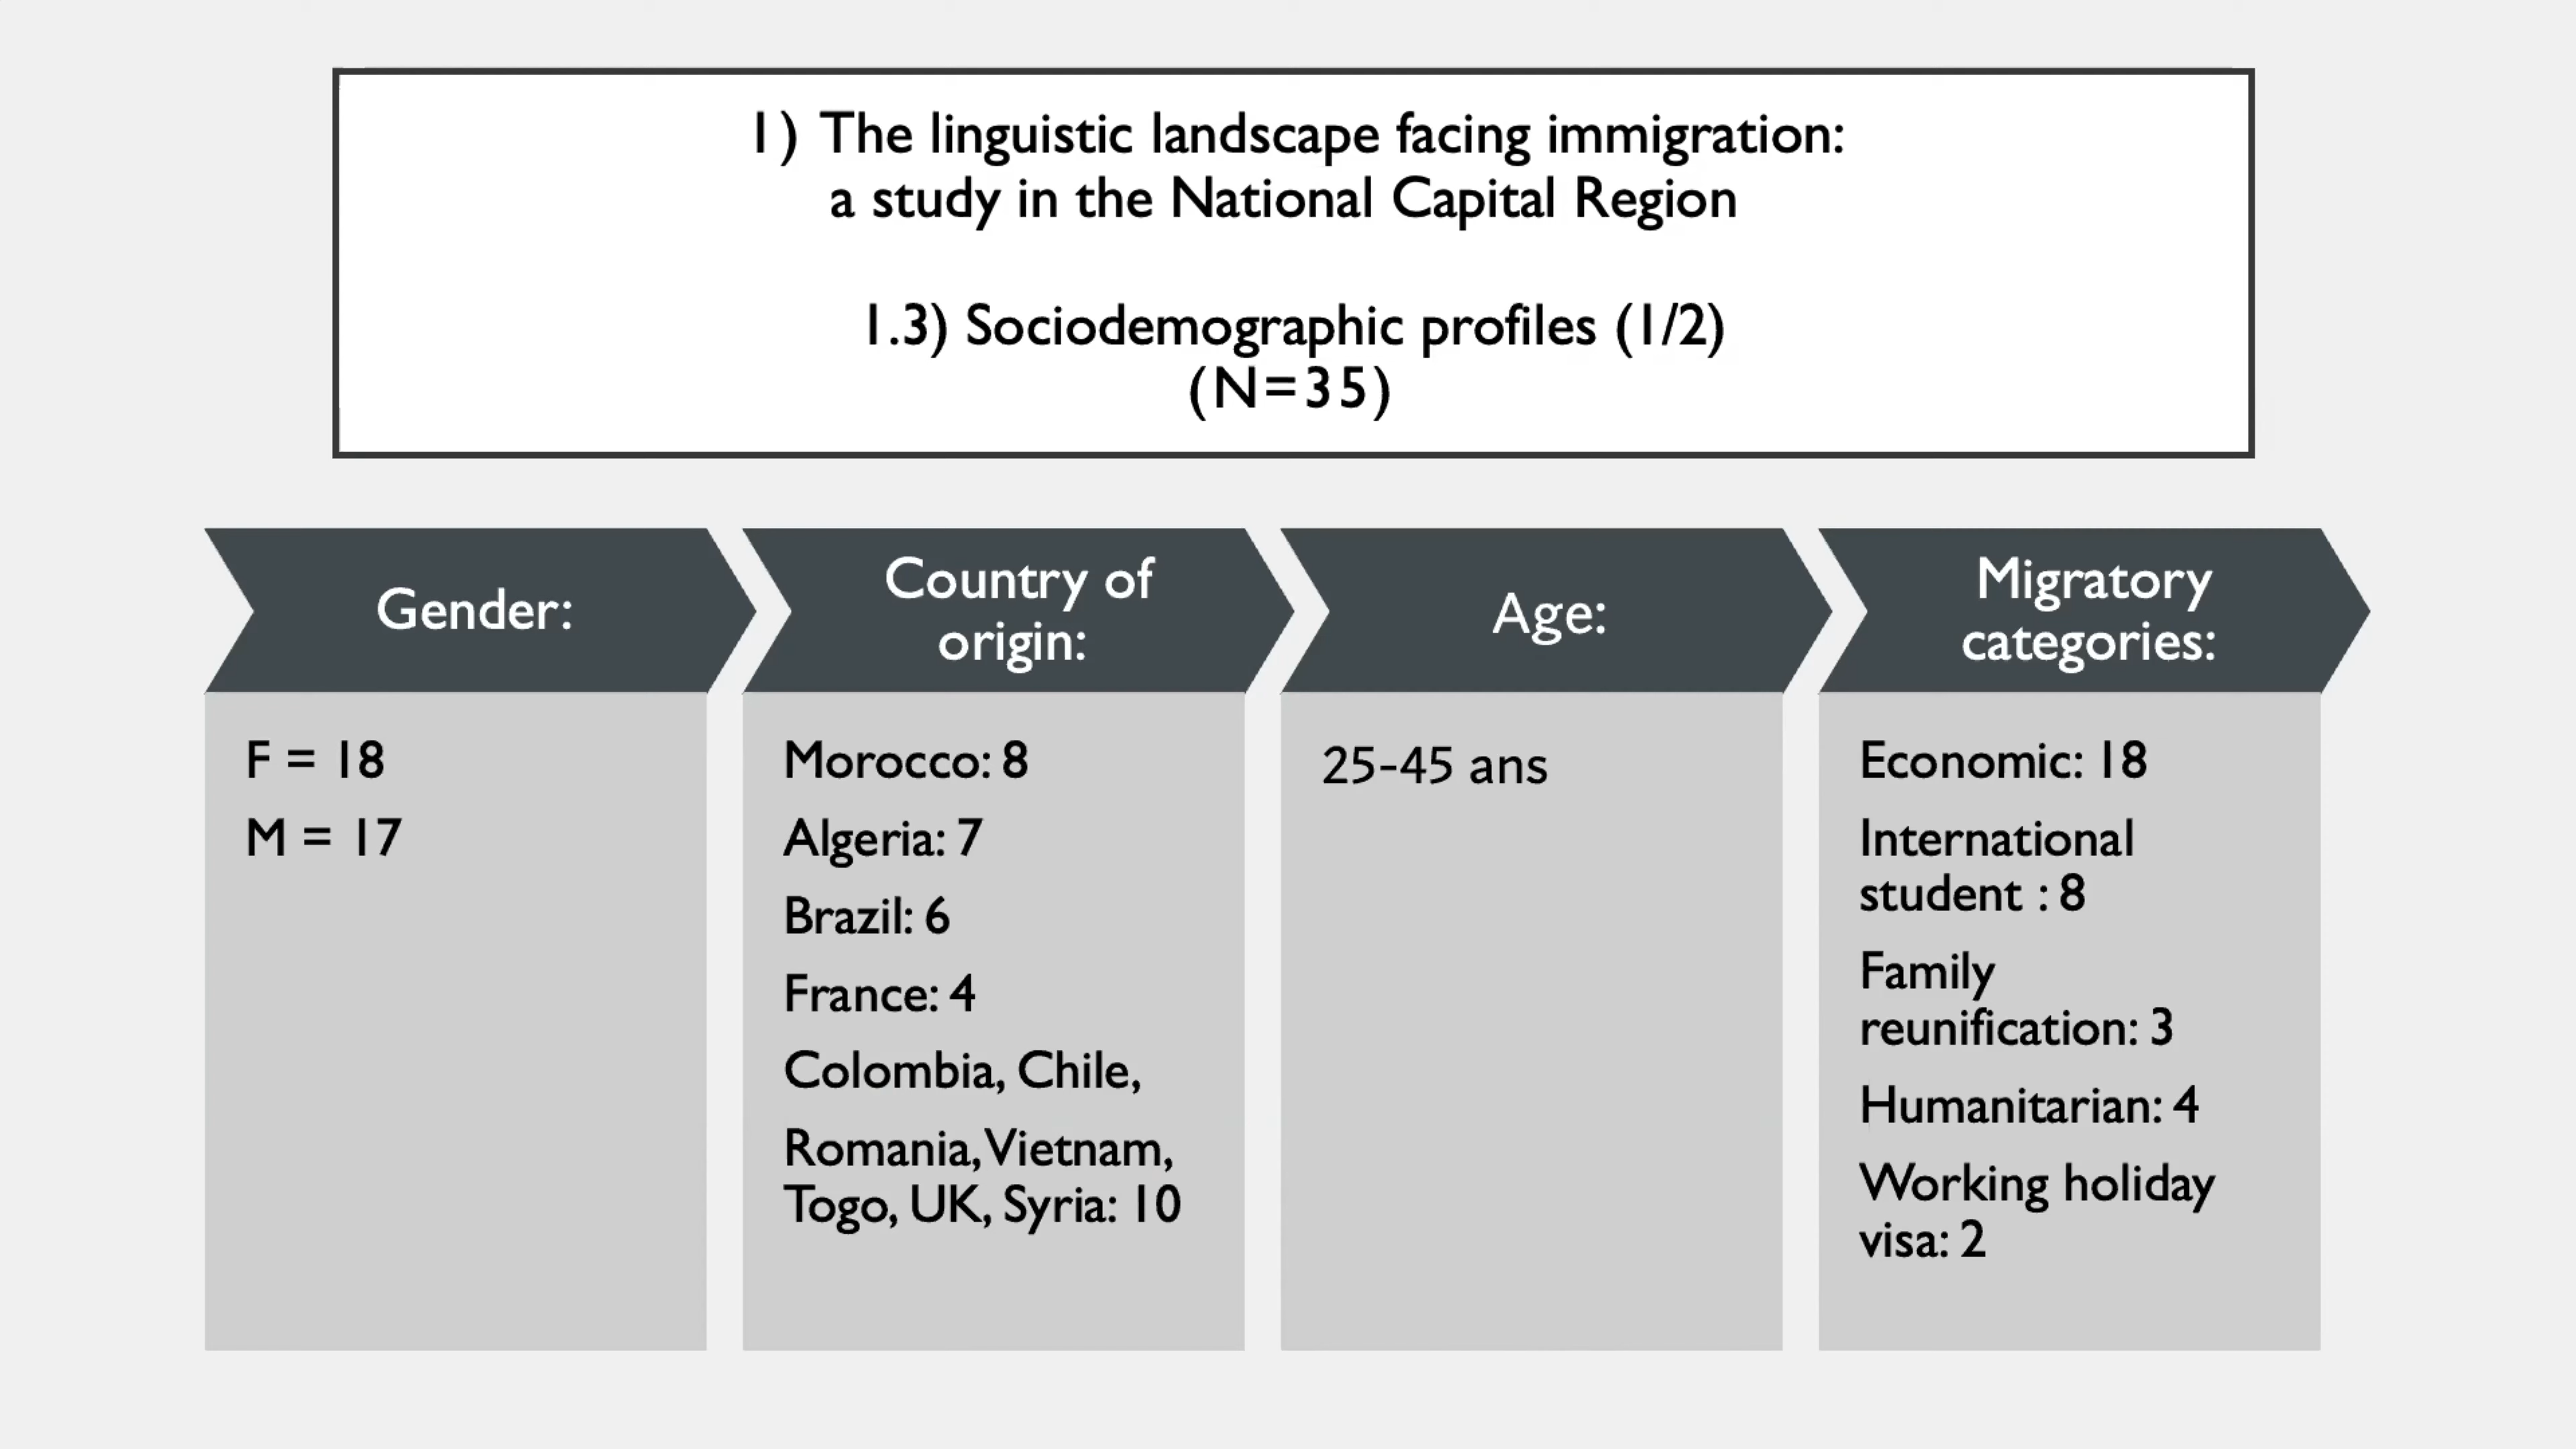 1) The linguistic landscape facing immigration:
a study in the National Capital Region
1.3) Sociodemographic profiles (1/2)
(N=35)
Gender:
F = 18
M = 17
Country of
origin:
Morocco: 8
Algeria: 7
Brazil: 6
France: 4
Colombia, Chile,
Romania, Vietnam,
Togo, UK, Syria: 10
Age:
25-45 ans
Migratory
categories:
Economic: 18
International
student : 8
Family
reunification: 3
Humanitarian: 4
Working holiday
visa: 2